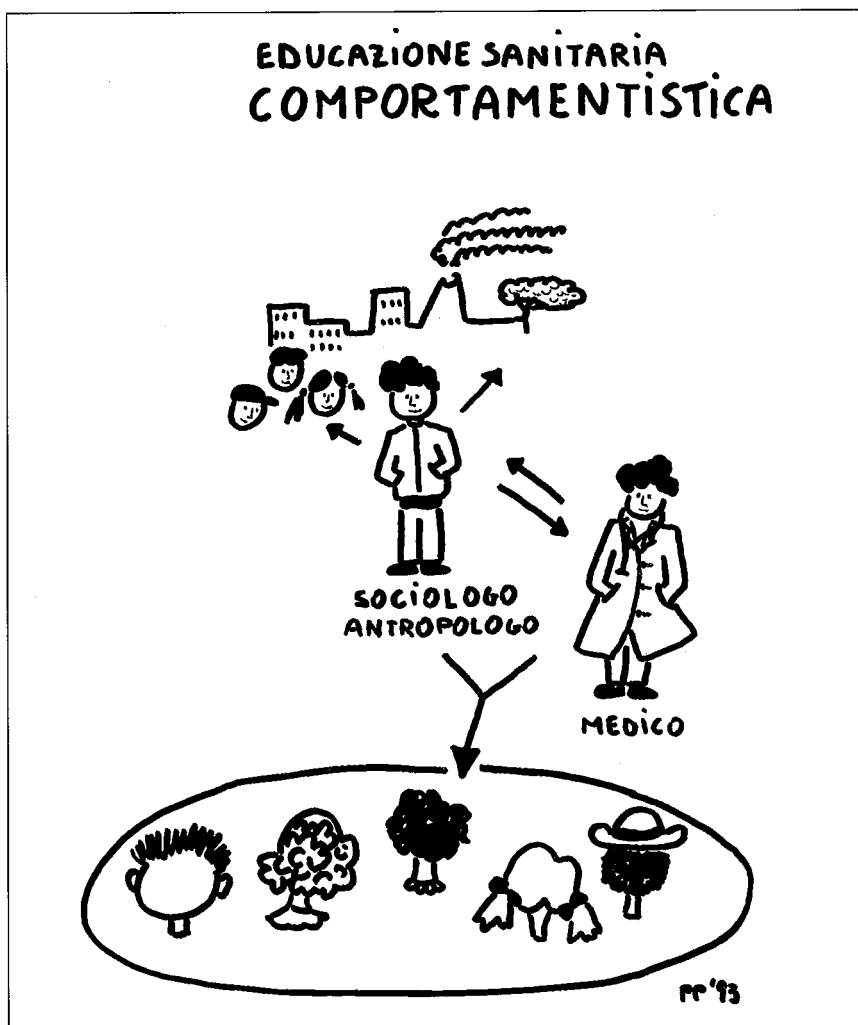 EDUCAZIONE SANITARIA
COMPORTAMENTISTICA
SOCIOLOGO
ANTROPOLOGO
MEDICO
PP'93